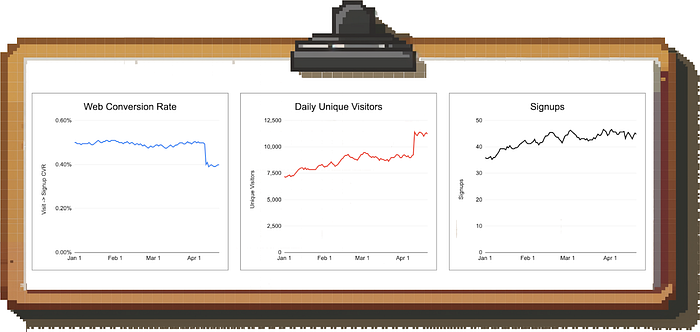 Web Conversion Rate
Visit -> Signup CVR
0.60%
0.40%
0.20%
0.00%
Jan 1 Feb 1 Mar 1 Apr 1
Daily Unique Visitors
Unique Visitors
12,500
10,000
7,500
5,000
2,500
0
Jan 1 Feb 1 Mar 1 Apr 1
Signups
Signups
50
40
30
20
10
0
Jan 1 Feb 1 Mar 1 Apr 1